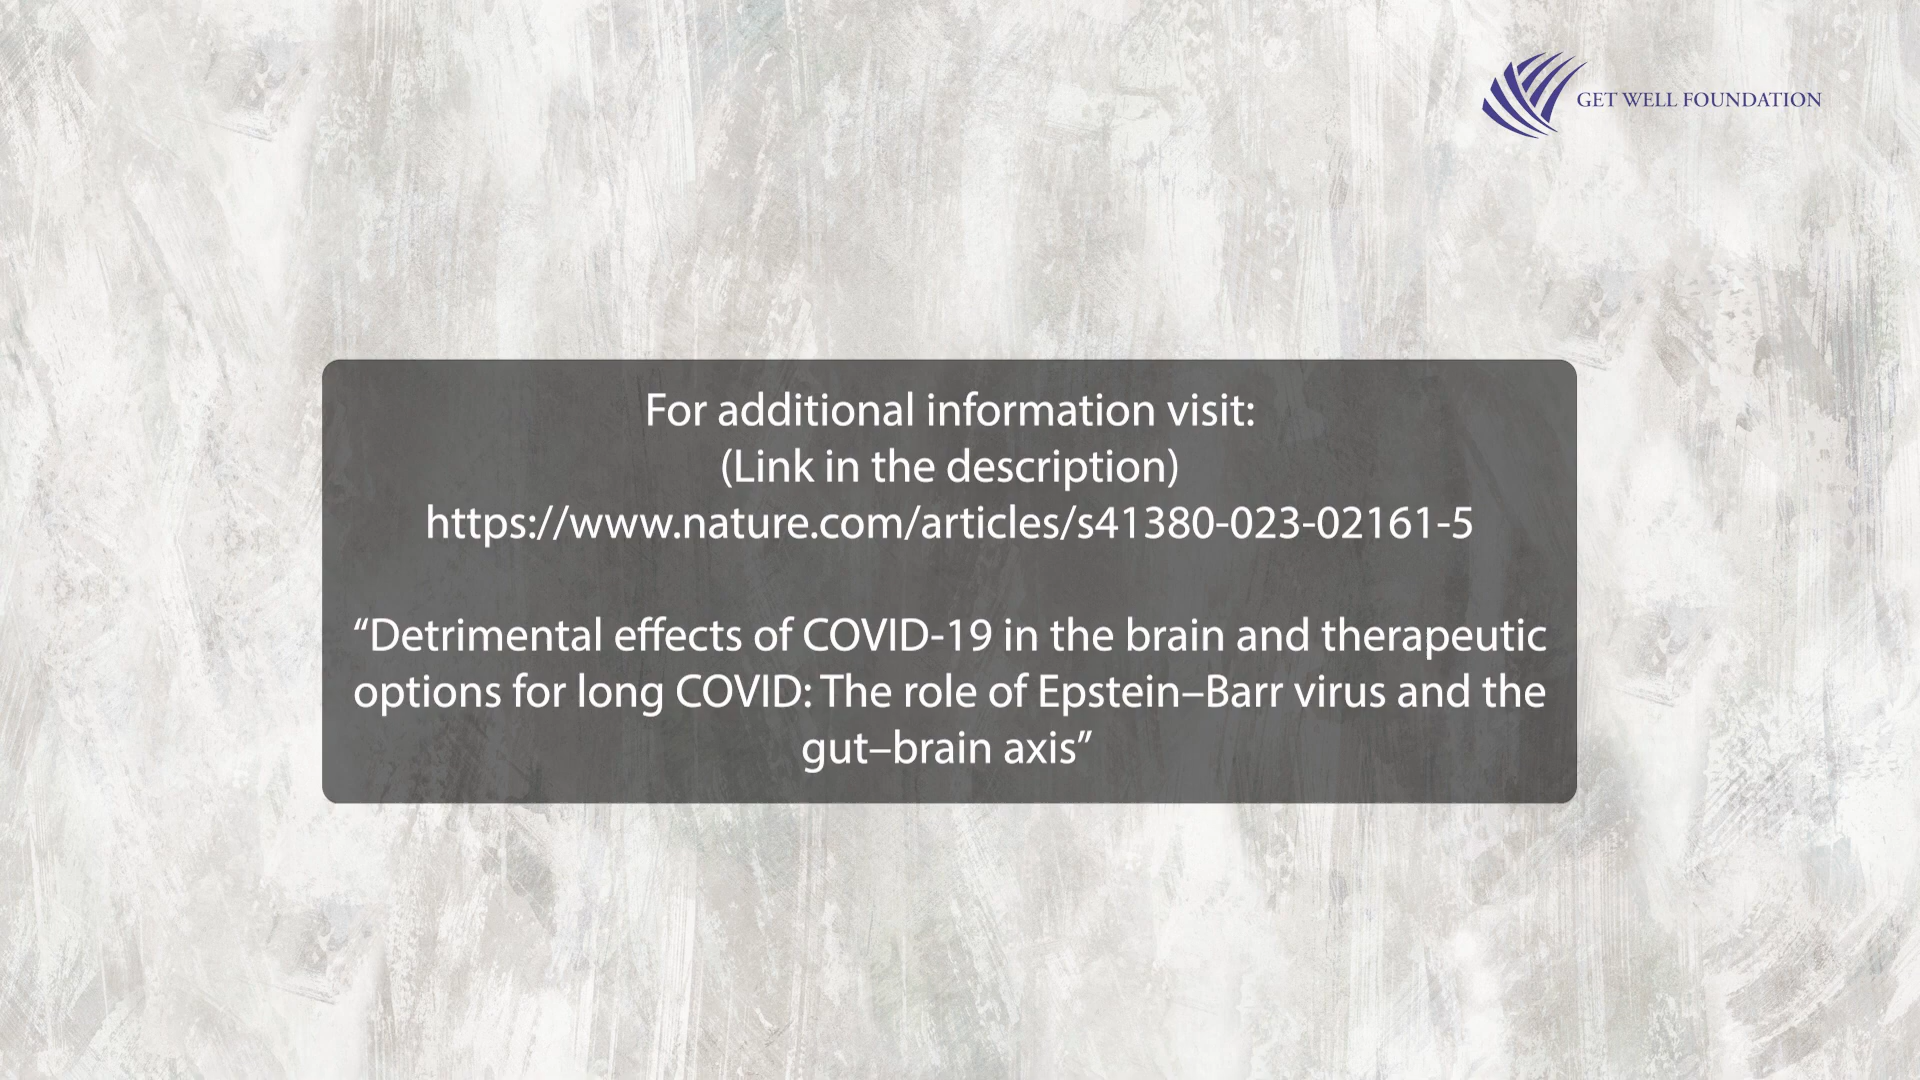 GET WELL FOUNDATION
For additional information visit:
(Link in the description)
https://www.nature.com/articles/s41380-023-02161-5
“Detrimental effects of COVID-19 in the brain and therapeutic
options for long COVID: The role of Epstein–Barr virus and the
gut–brain axis”